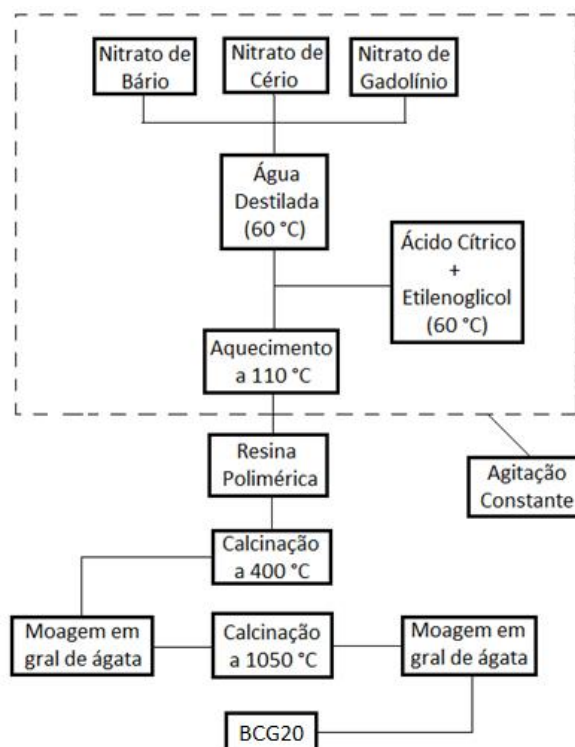 Nitrato de
Bário
Nitrato de
Cério
Nitrato de
Gadolínio
Água
Destilada
(60 °C)
Ácido Cítrico
+
Etilenoglicol
(60 °C)
Aquecimento
a 110 °C
Resina
Polimérica
Agitação
Constante
Calcinação
a 400 °C
Moagem em
gral de ágata
Calcinação
a 1050 °C
Moagem em
gral de ágata
BCG20